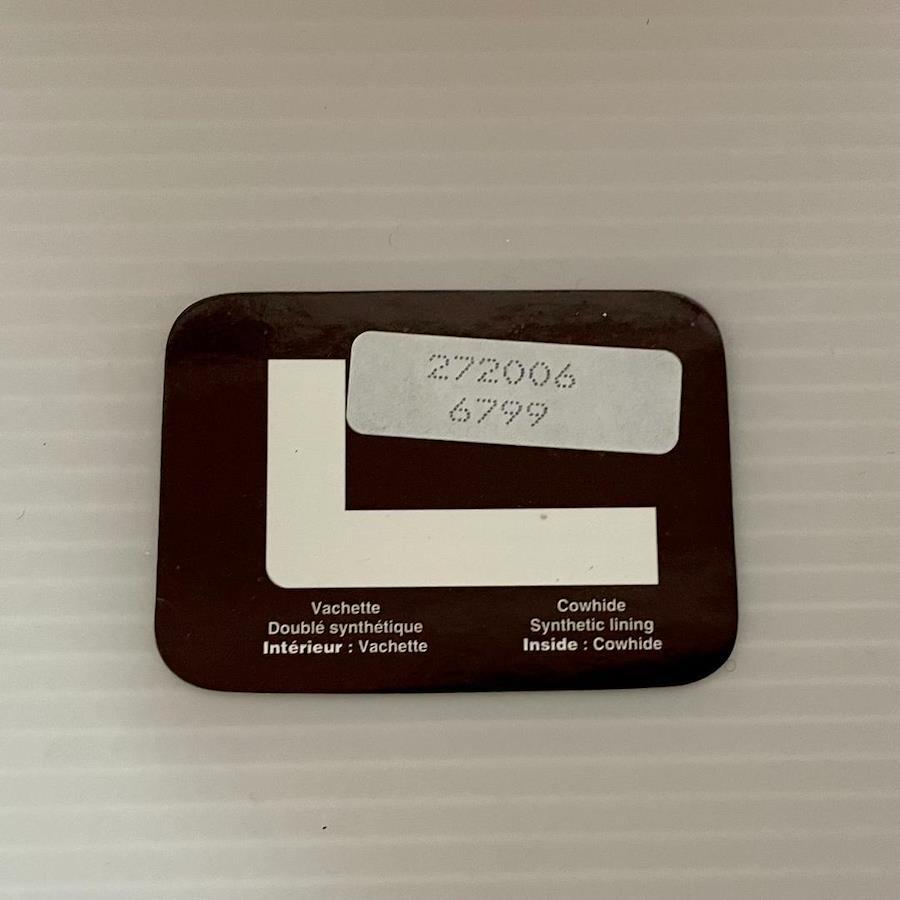 272006
6799
Vachette
Doublé synthétique
Intérieur : Vachette
Cowhide
Synthetic lining
Inside : Cowhide